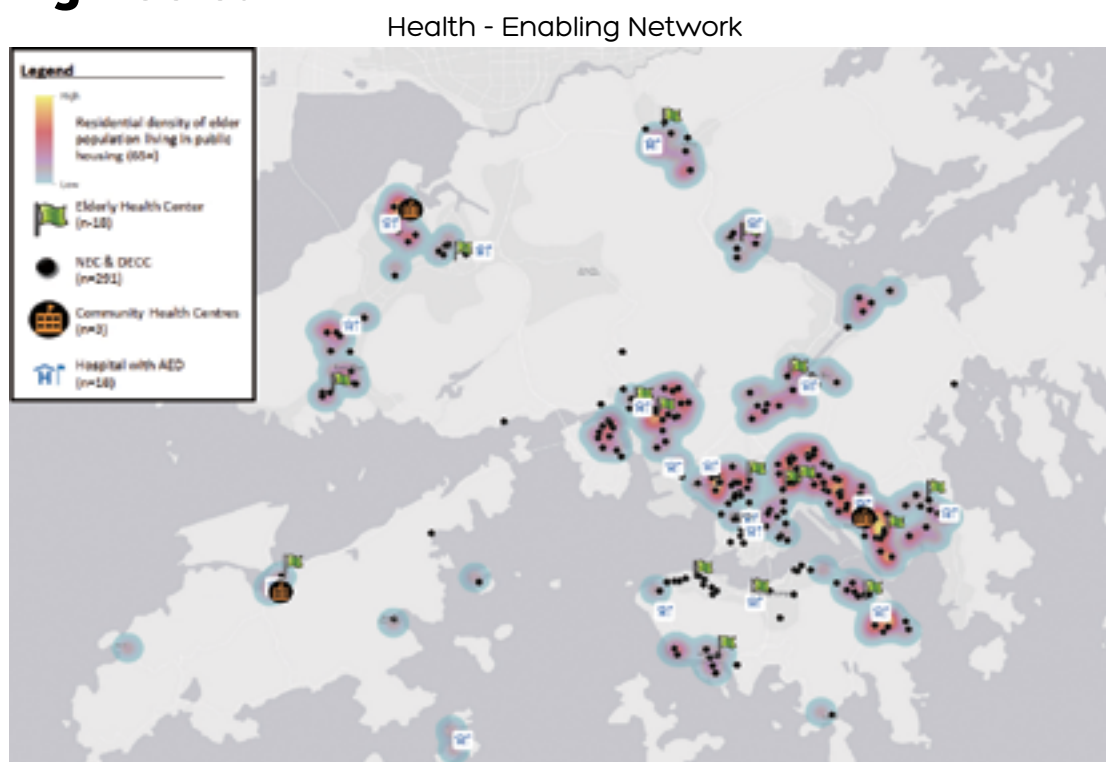 Health - Enabling Network
Legend
High
Residential density of elder
population living in public
housing (65+)
Low
Elderly Health Center
(n=18)
NEC & DECC
(n=291)
Community Health Centres
(n=3)
Hospital with AED
(n=18)